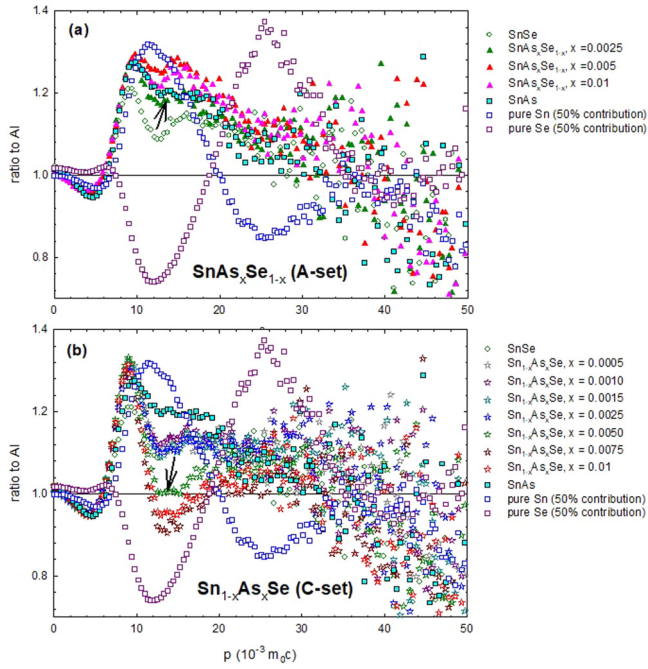 (a)
1.4
1.2
1.0
0.8
ratio to Al
0 10 20 30 40 50
SnAsₓSe₁₋ₓ (A-set)
SnSe
SnAsₓSe₁₋ₓ, x = 0.0025
SnAsₓSe₁₋ₓ, x = 0.005
SnAsₓSe₁₋ₓ, x = 0.01
SnAs
pure Sn (50% contribution)
pure Se (50% contribution)
(b)
1.4
1.2
1.0
0.8
ratio to Al
0 10 20 30 40 50
p (10⁻³ m₀c)
Sn₁₋ₓAsₓSe (C-set)
SnSe
Sn₁₋ₓAsₓSe, x = 0.0005
Sn₁₋ₓAsₓSe, x = 0.0010
Sn₁₋ₓAsₓSe, x = 0.0015
Sn₁₋ₓAsₓSe, x = 0.0025
Sn₁₋ₓAsₓSe, x = 0.0050
Sn₁₋ₓAsₓSe, x = 0.0075
Sn₁₋ₓAsₓSe, x = 0.01
SnAs
pure Sn (50% contribution)
pure Se (50% contribution)